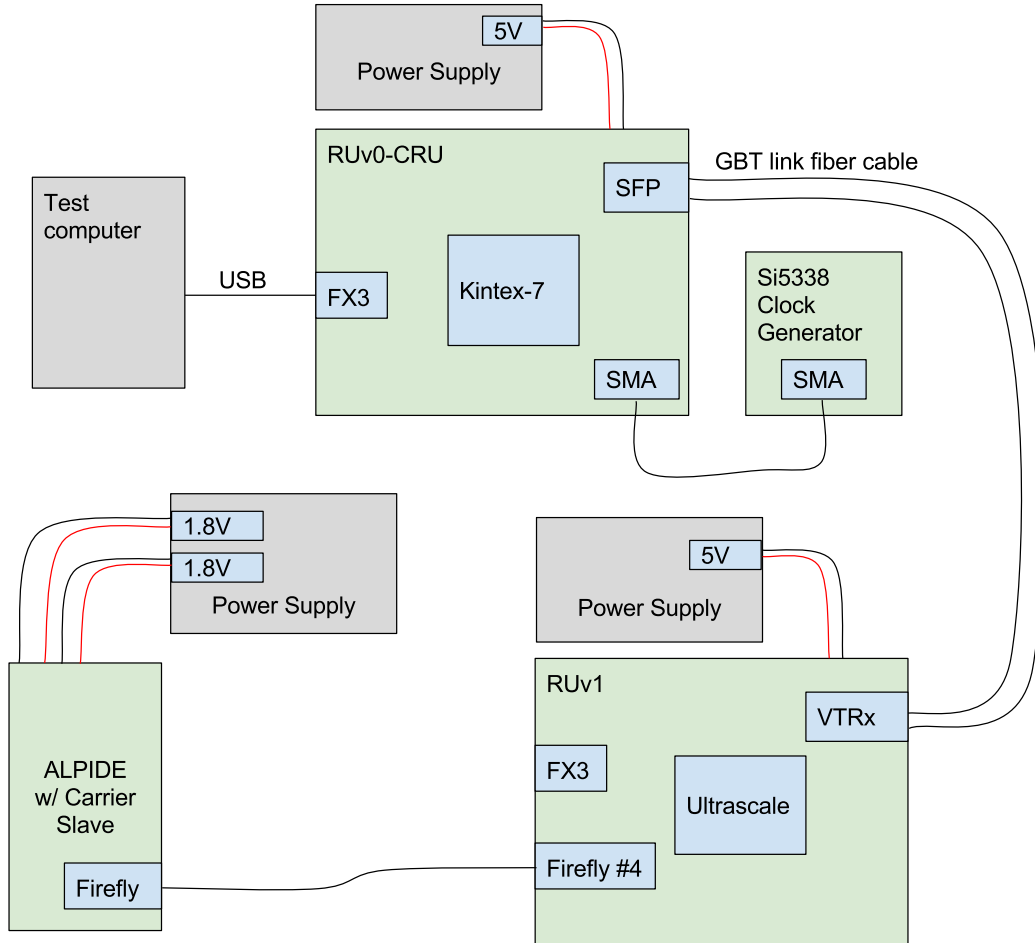 5V
Power Supply
RUv0-CRU
SFP
GBT link fiber cable
Test
computer
USB
FX3
Kintex-7
Si5338
Clock
Generator
SMA
SMA
1.8V
1.8V
Power Supply
5V
Power Supply
RUv1
VTRx
FX3
Ultrascale
ALPIDE
w/ Carrier
Slave
Firefly
Firefly #4